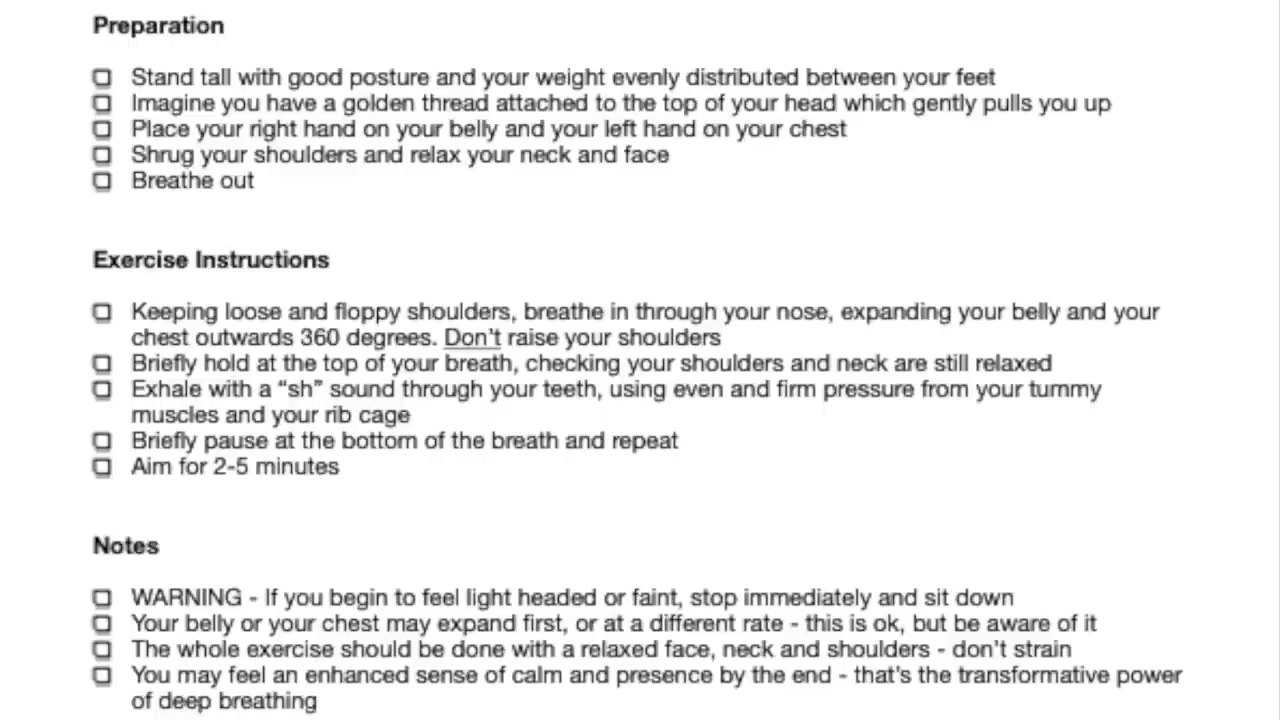 Preparation
Stand tall with good posture and your weight evenly distributed between your feet
Imagine you have a golden thread attached to the top of your head which gently pulls you up
Place your right hand on your belly and your left hand on your chest
Shrug your shoulders and relax your neck and face
Breathe out
Exercise Instructions
Keeping loose and floppy shoulders, breathe in through your nose, expanding your belly and your
chest outwards 360 degrees. Don't raise your shoulders
Briefly hold at the top of your breath, checking your shoulders and neck are still relaxed
Exhale with a “sh” sound through your teeth, using even and firm pressure from your tummy
muscles and your rib cage
Briefly pause at the bottom of the breath and repeat
Aim for 2-5 minutes
Notes
WARNING - If you begin to feel light headed or faint, stop immediately and sit down
Your belly or your chest may expand first, or at a different rate - this is ok, but be aware of it
The whole exercise should be done with a relaxed face, neck and shoulders - don't strain
You may feel an enhanced sense of calm and presence by the end - that's the transformative power
of deep breathing